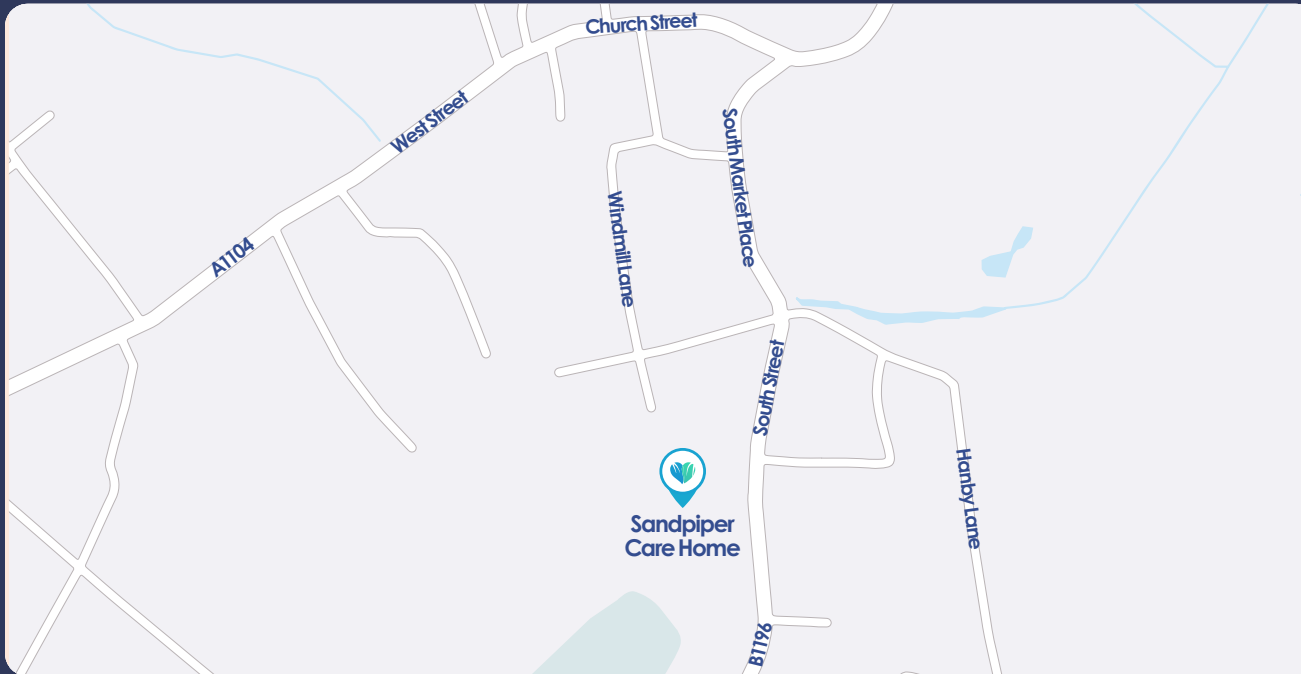 Church Street
West Street
South Market Place
Windmill Lane
A1104
South Street
Hanby Lane
Sandpiper
Care Home
B1196